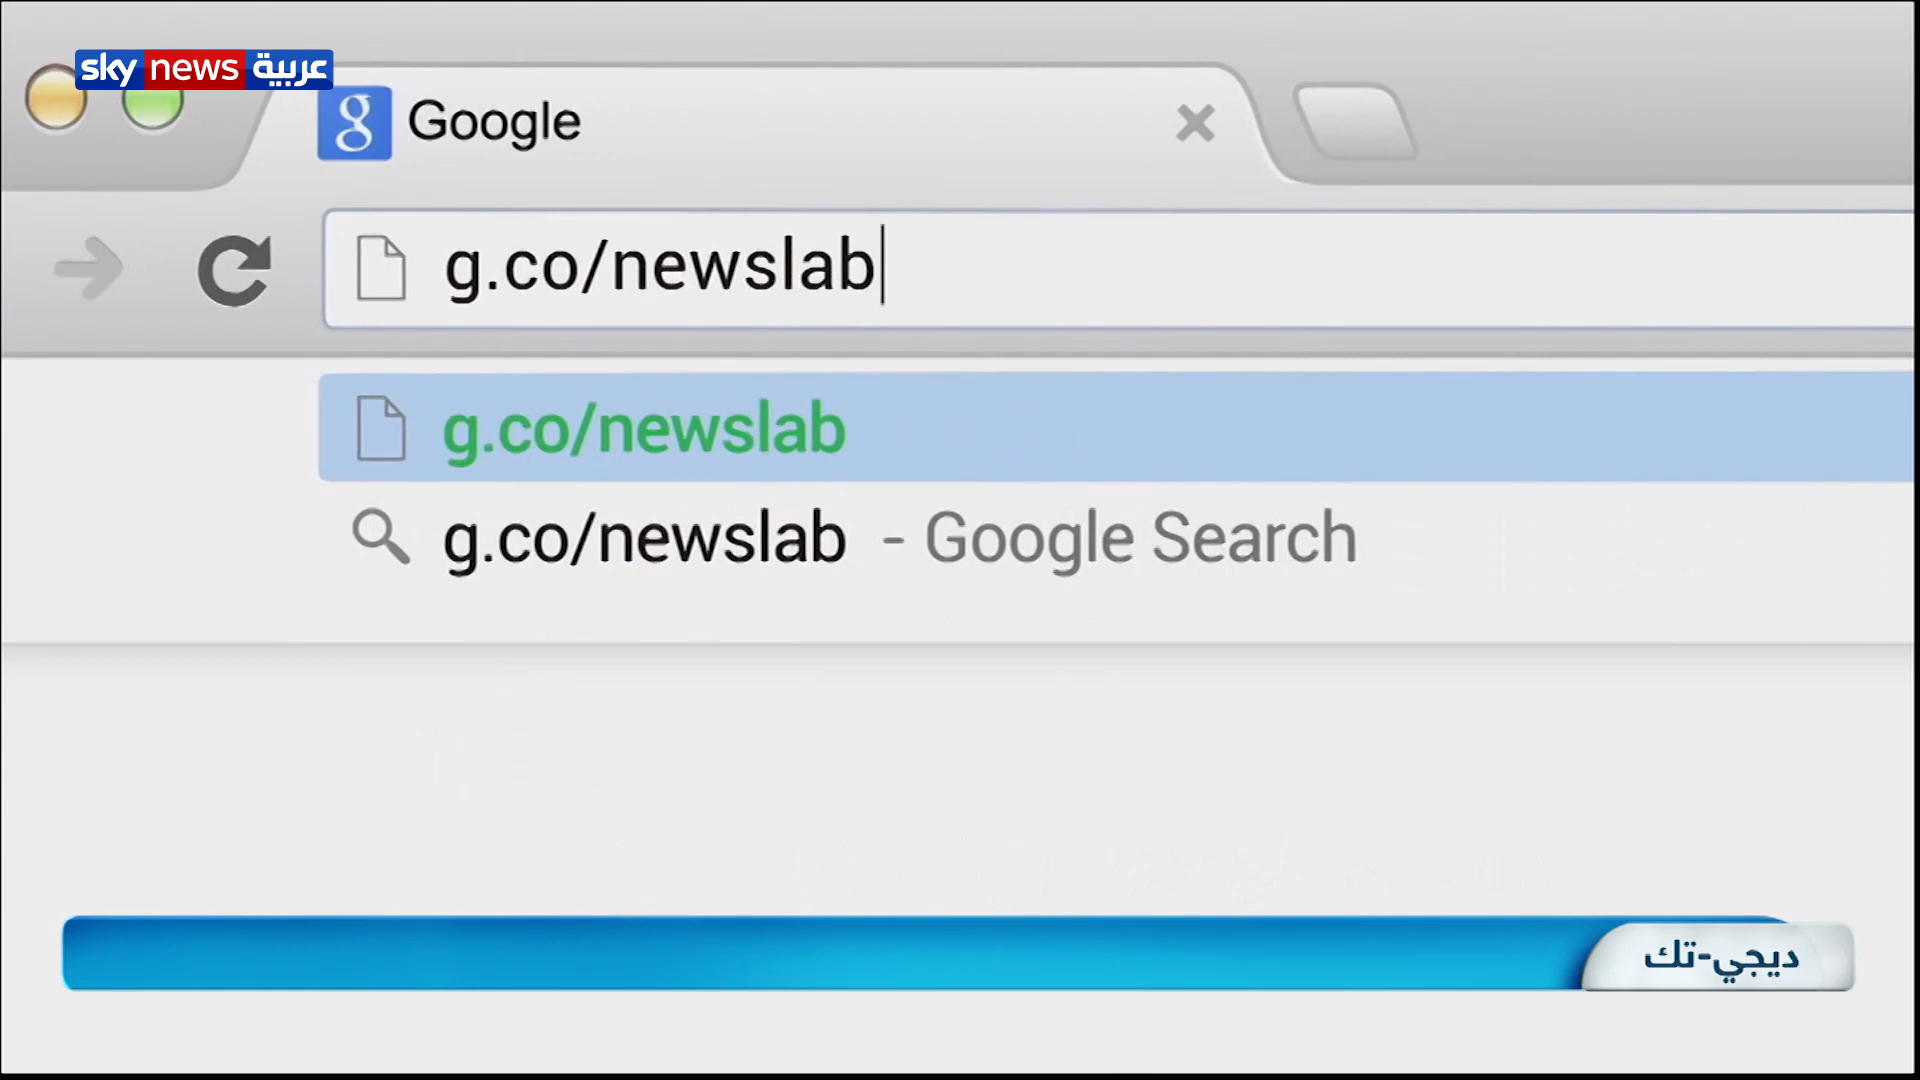 sky news عربية
g Google
g.co/newslab
g.co/newslab
g.co/newslab - Google Search
ديجي-تك